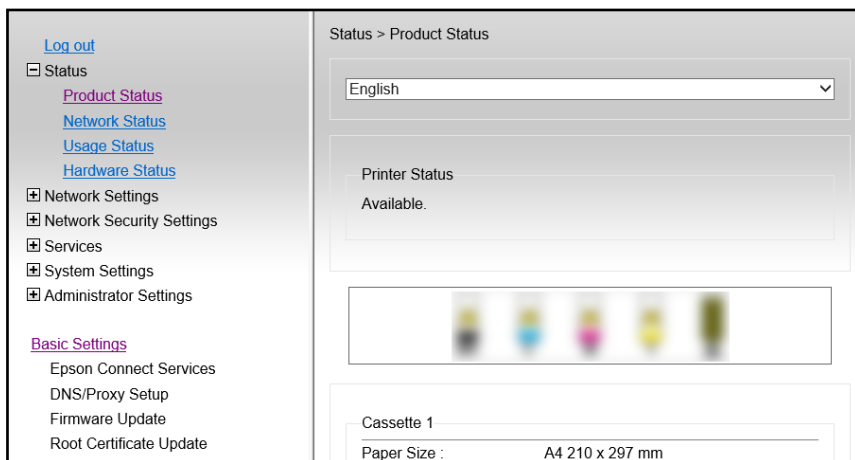 Log out
Status
Product Status
Network Status
Usage Status
Hardware Status
Network Settings
Network Security Settings
Services
System Settings
Administrator Settings
Basic Settings
Epson Connect Services
DNS/Proxy Setup
Firmware Update
Root Certificate Update
Status > Product Status
English
Printer Status
Available.
Cassette 1
Paper Size : A4 210 x 297 mm